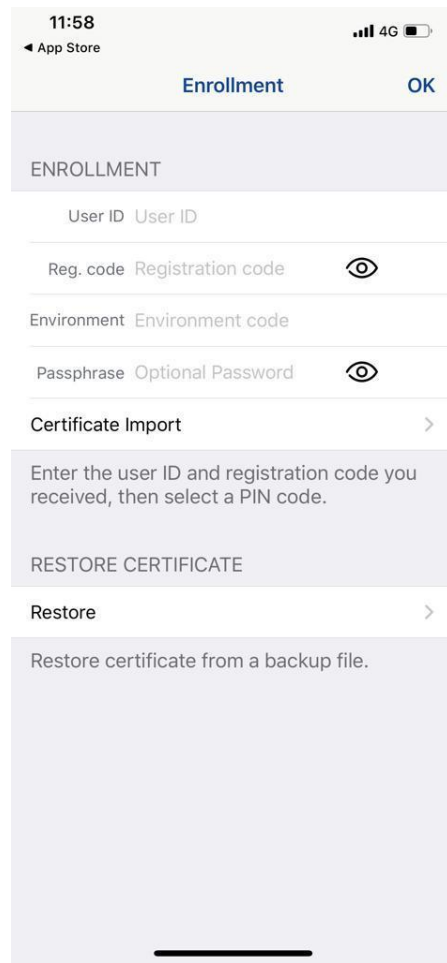 11:58
4G
◀ App Store
Enrollment
OK
ENROLLMENT
User ID User ID
Reg. code Registration code
Environment Environment code
Passphrase Optional Password
Certificate Import
Enter the user ID and registration code you
received, then select a PIN code.
RESTORE CERTIFICATE
Restore
Restore certificate from a backup file.